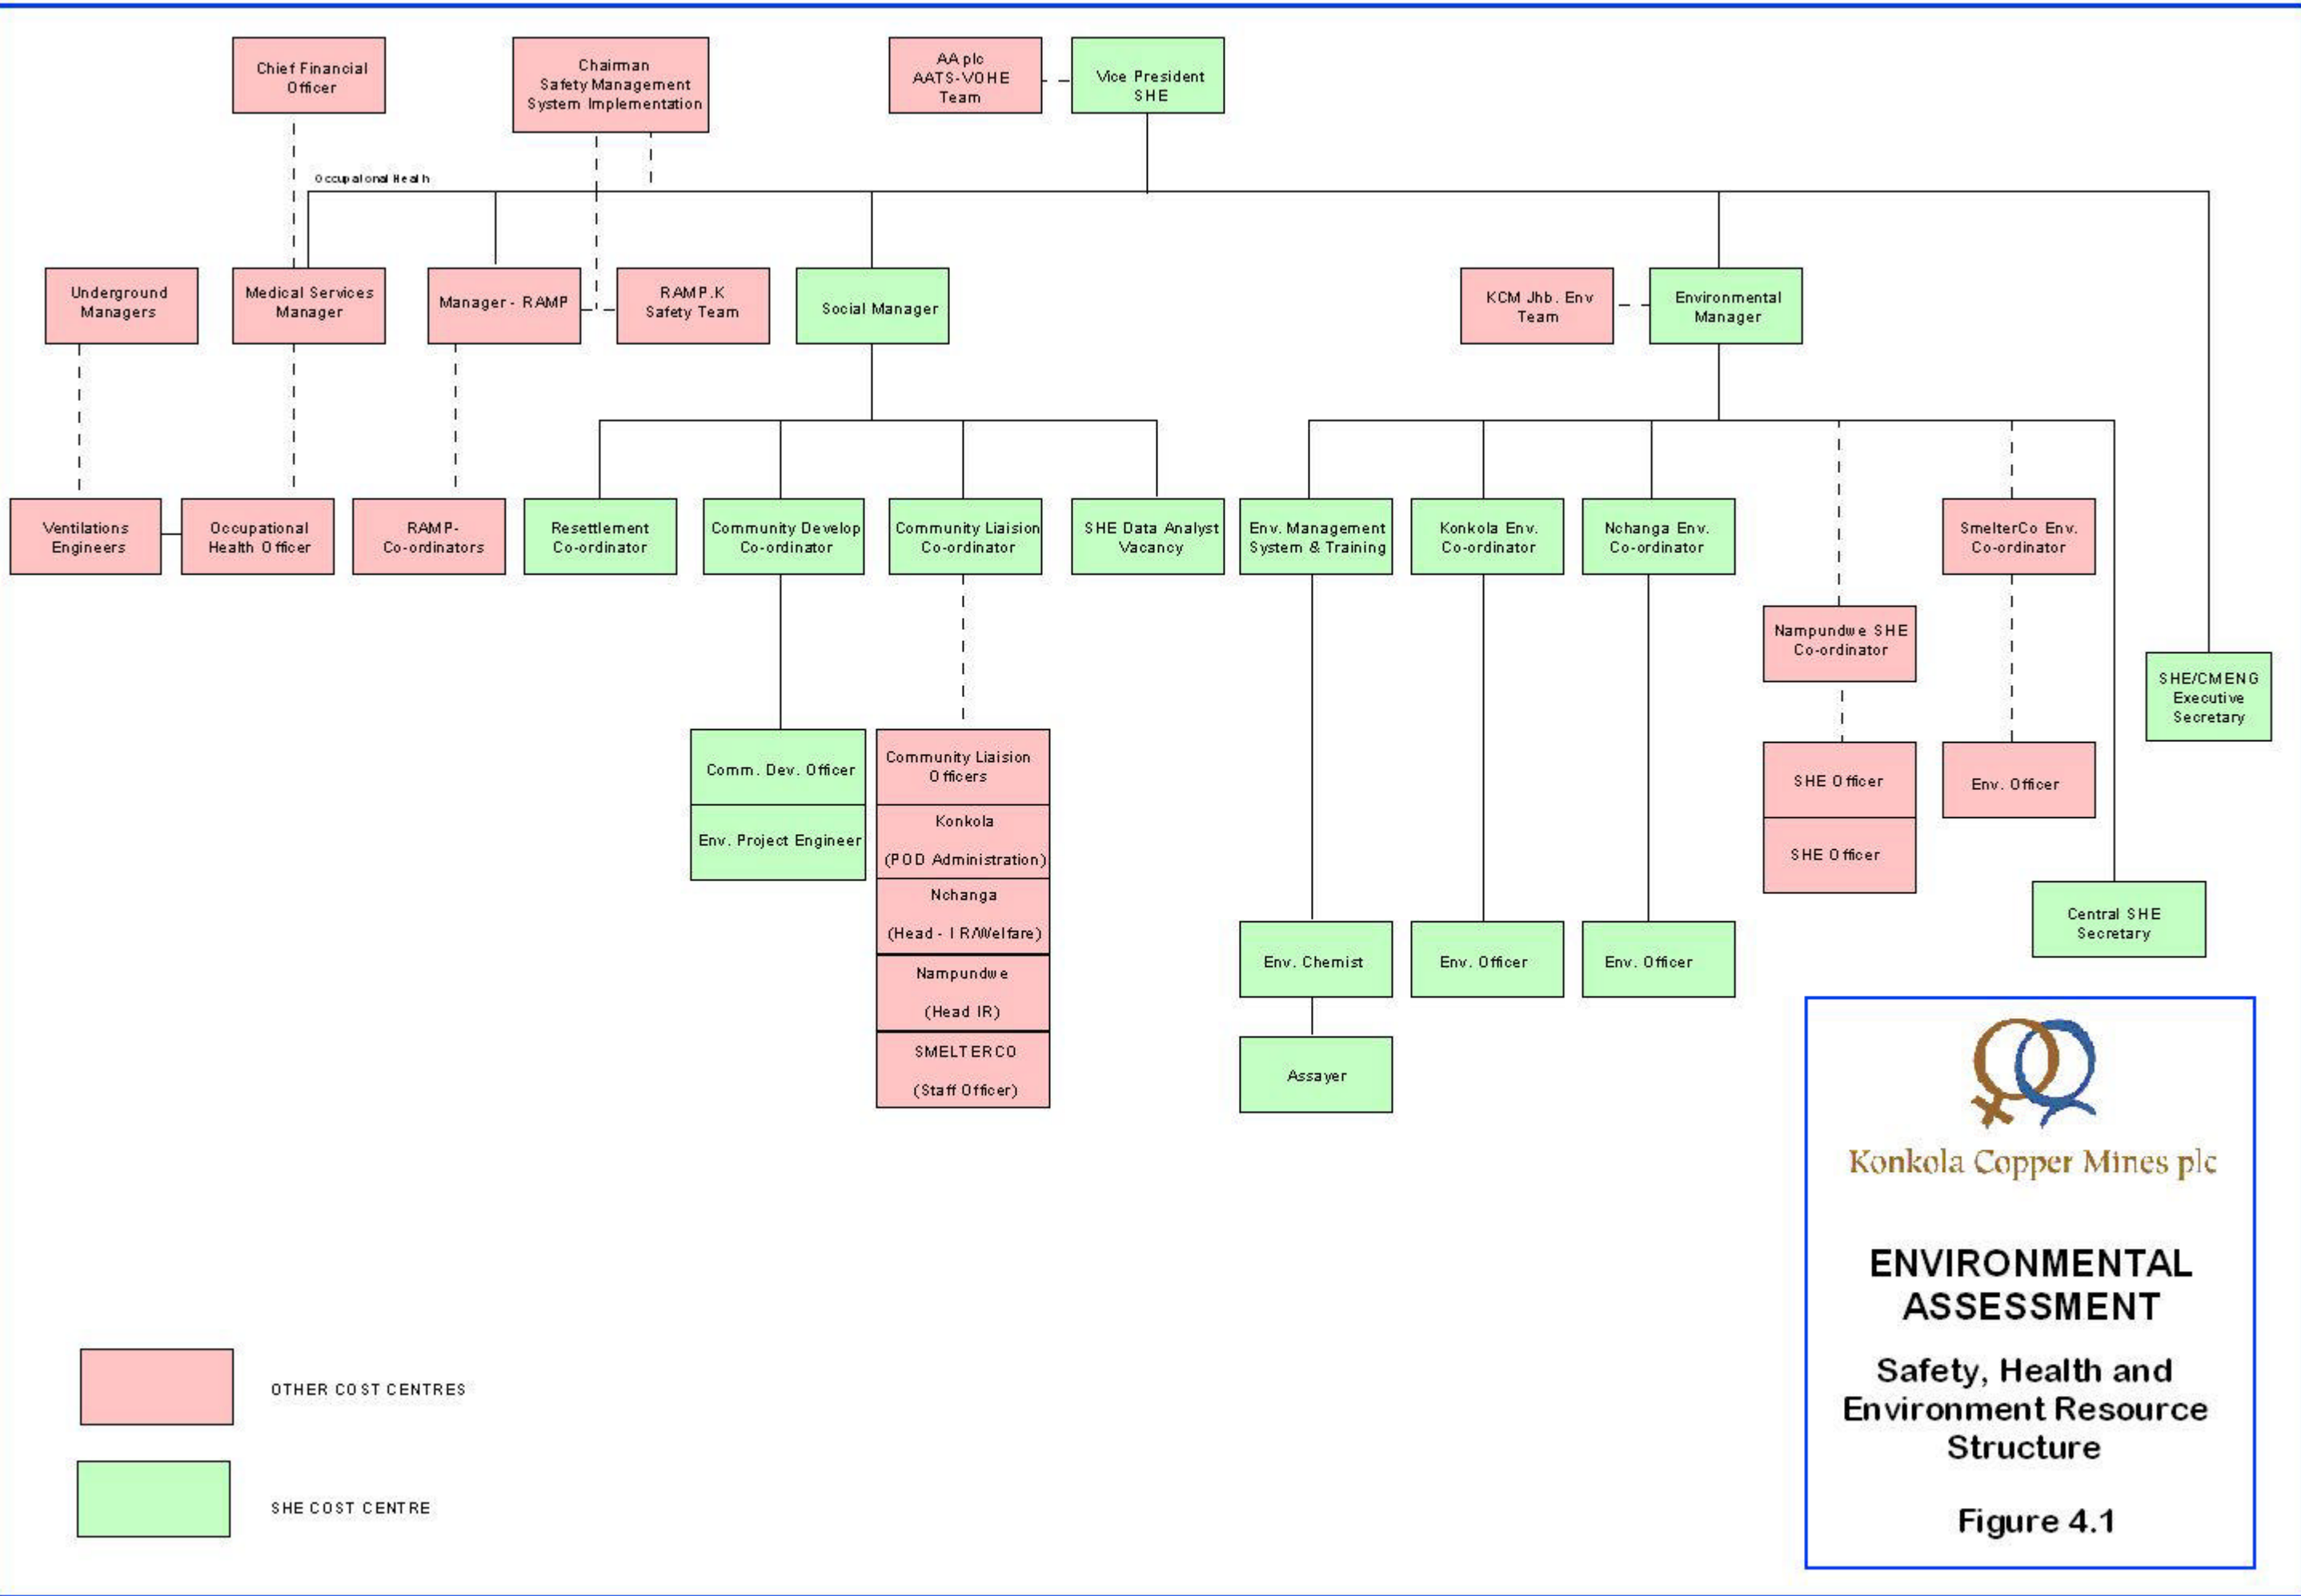 Chief Financial
Officer
Chairman
Safety Management
System Implementation
AA plc
AATS-VOHE
Team
Vice President
SHE
Occupational Health
Underground
Managers
Medical Services
Manager
Manager - RAMP
RAMP.K
Safety Team
Social Manager
KCM Jhb. Env
Team
Environmental
Manager
Ventilations
Engineers
Occupational
Health Officer
RAMP-
Co-ordinators
Resettlement
Co-ordinator
Community Develop
Co-ordinator
Community Liaision
Co-ordinator
SHE Data Analyst
Vacancy
Env. Management
System & Training
Konkola Env.
Co-ordinator
Nchanga Env.
Co-ordinator
SmelterCo Env.
Co-ordinator
Nampundwe SHE
Co-ordinator
SHE/CMENG
Executive
Secretary
Comm. Dev. Officer
Env. Project Engineer
Community Liaision
Officers
Konkola
(POD Administration)
Nchanga
(Head - IR/Welfare)
Nampundwe
(Head IR)
SMELTERCO
(Staff Officer)
SHE Officer
SHE Officer
Env. Officer
Central SHE
Secretary
Env. Chemist
Env. Officer
Env. Officer
Assayer
Konkola Copper Mines plc
ENVIRONMENTAL
ASSESSMENT
Safety, Health and
Environment Resource
Structure
Figure 4.1
OTHER COST CENTRES
SHE COST CENTRE